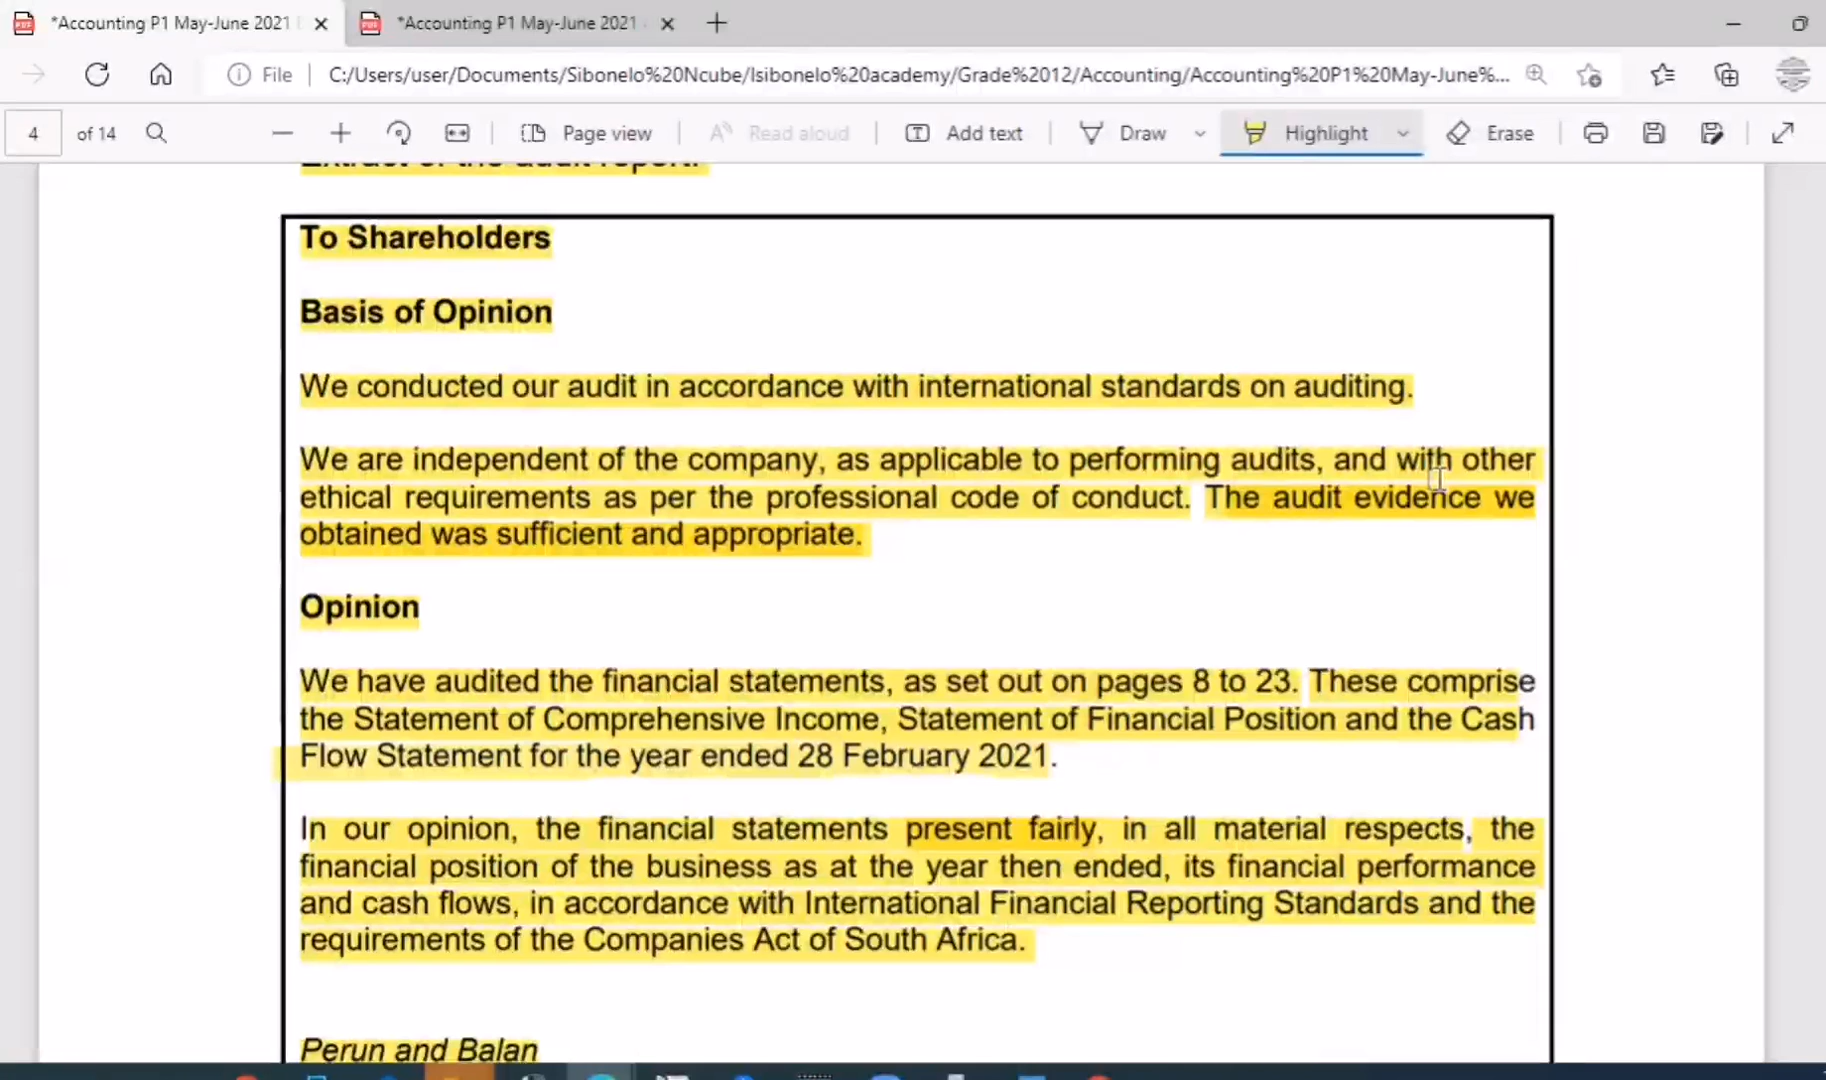 *Accounting P1 May-June 2021
*Accounting P1 May-June 2021
File
C:/Users/user/Documents/Sibonelo%20Ncube/Isibonelo%20academy/Grade%2012/Accounting/Accounting%20P1%20May-June%...
4 of 14
Page view
Read aloud
Add text
Draw
Highlight
Erase
Extract of the audit report:
To Shareholders
Basis of Opinion
We conducted our audit in accordance with international standards on auditing.
We are independent of the company, as applicable to performing audits, and with other
ethical requirements as per the professional code of conduct. The audit evidence we
obtained was sufficient and appropriate.
Opinion
We have audited the financial statements, as set out on pages 8 to 23. These comprise
the Statement of Comprehensive Income, Statement of Financial Position and the Cash
Flow Statement for the year ended 28 February 2021.
In our opinion, the financial statements present fairly, in all material respects, the
financial position of the business as at the year then ended, its financial performance
and cash flows, in accordance with International Financial Reporting Standards and the
requirements of the Companies Act of South Africa.
Perun and Balan